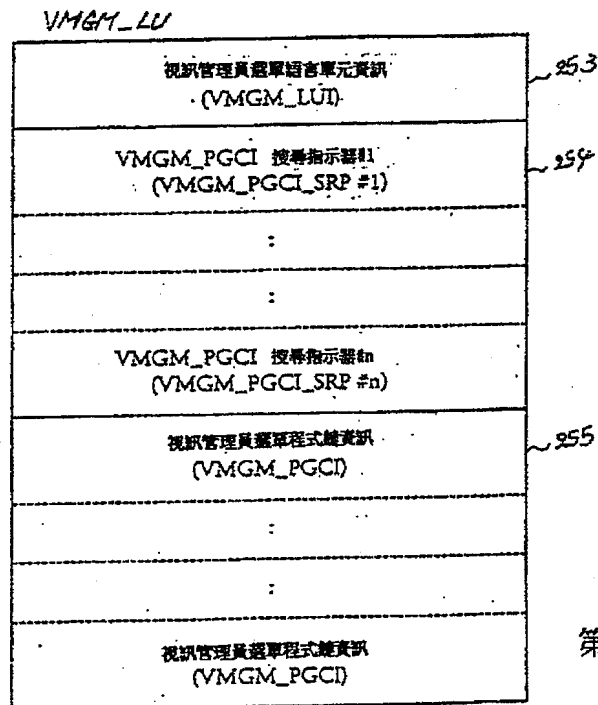 VMGM_LU
視訊管理員選單語言單元資訊
(VMGM_LUI)
253
VMGM_PGCI 搜尋指示器#1
(VMGM_PGCI_SRP #1)
254
:
:
VMGM_PGCI 搜尋指示器#n
(VMGM_PGCI_SRP #n)
視訊管理員選單程式鏈資訊
(VMGM_PGCI)
255
:
:
視訊管理員選單程式鏈資訊
(VMGM_PGCI)
第